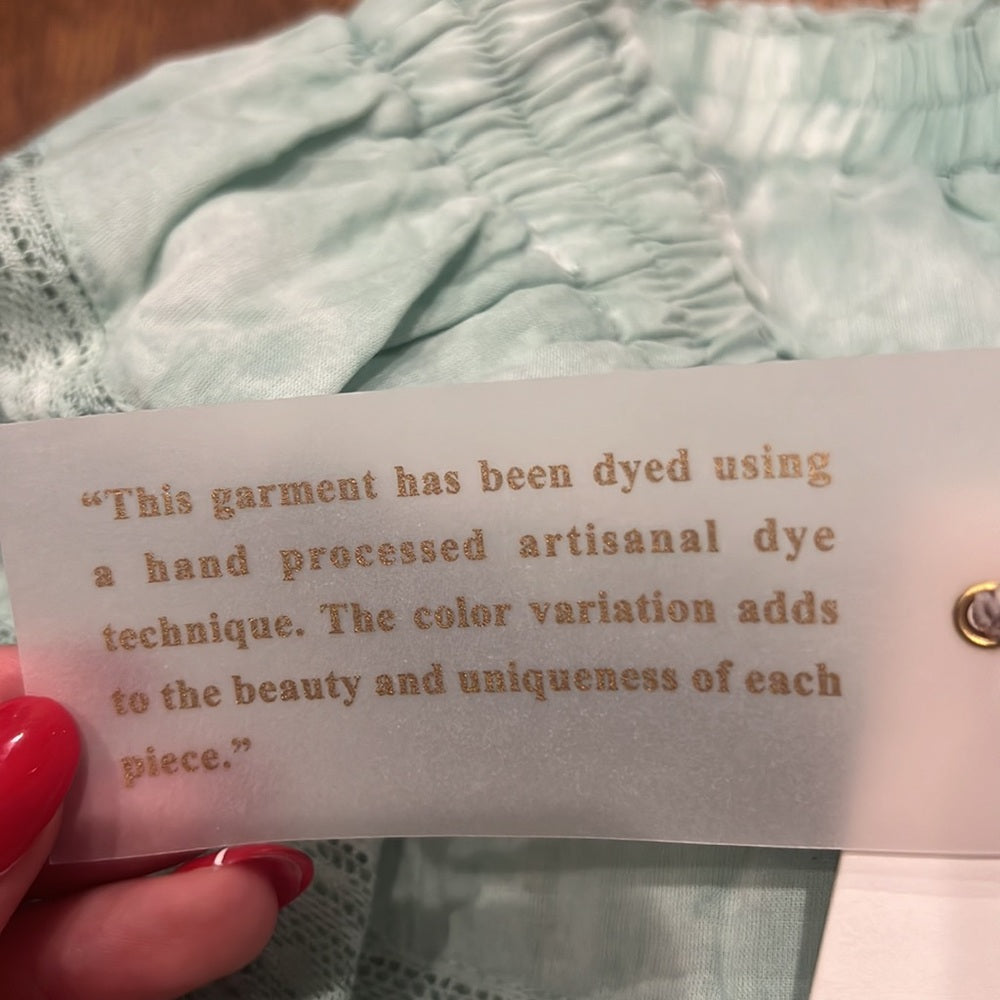 “This garment has been dyed using
a hand processed artisanal dye
technique. The color variation adds
to the beauty and uniqueness of each
piece.”